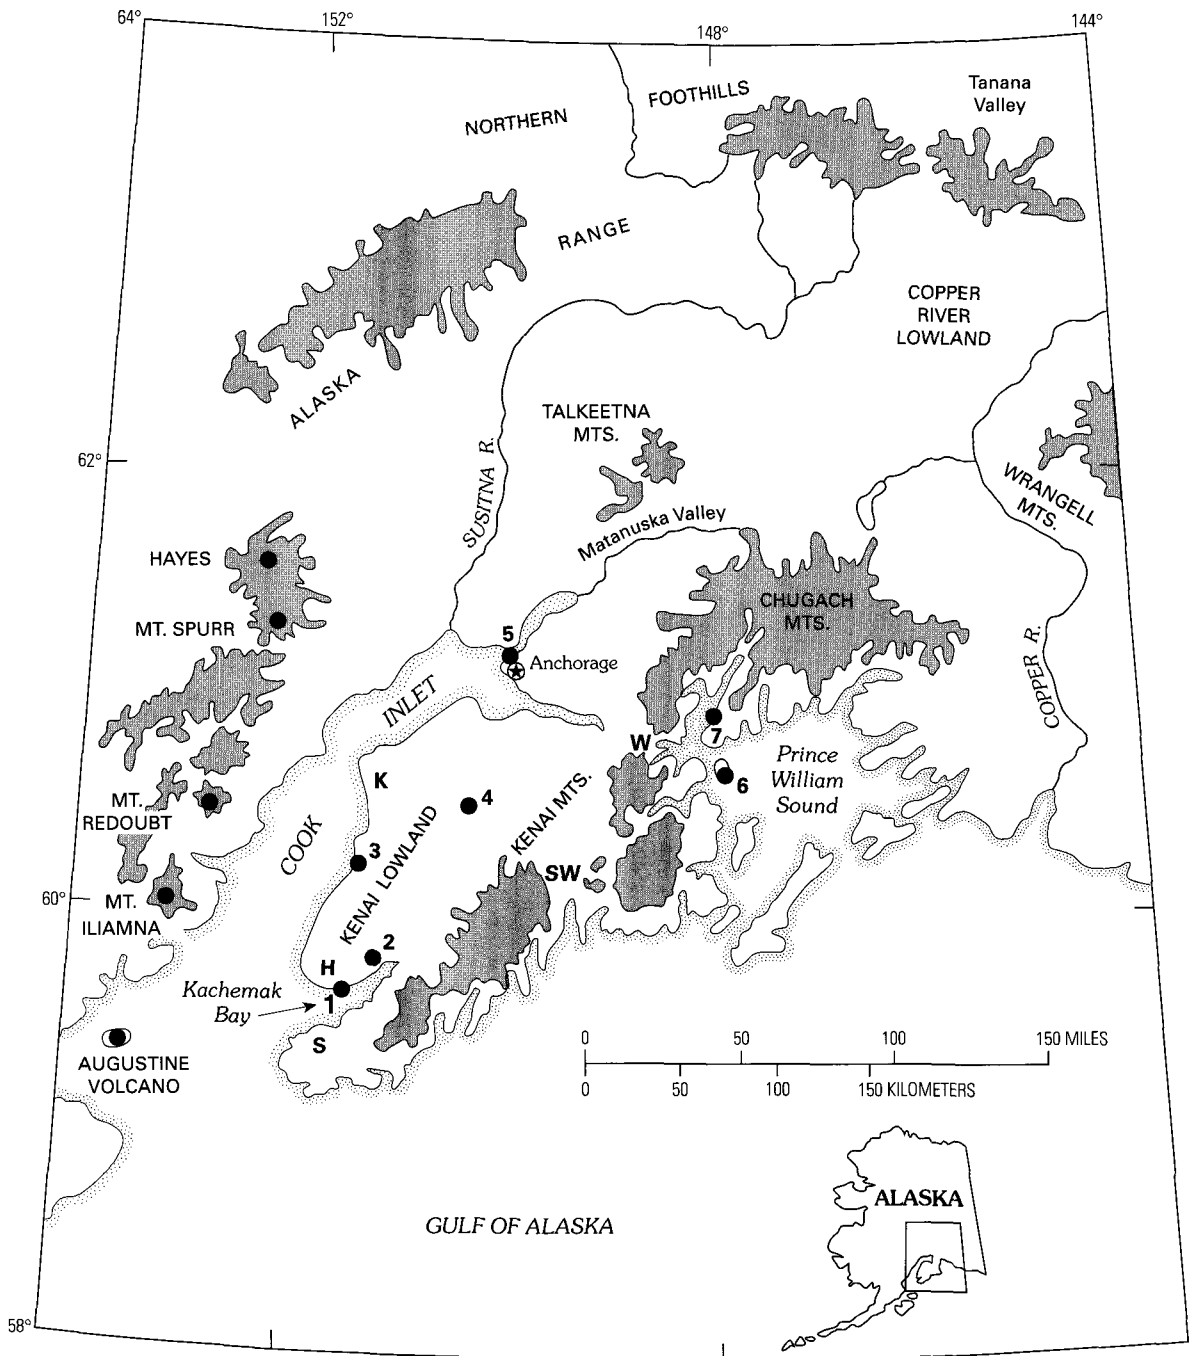 64°
152°
148°
144°
NORTHERN
FOOTHILLS
Tanana
Valley
RANGE
COPPER
RIVER
LOWLAND
ALASKA
TALKEETNA
MTS.
SUSITNA R.
62°
WRANGELL
MTS.
Matanuska Valley
HAYES
CHUGACH
MTS.
MT. SPURR
5
Anchorage
COPPER R.
INLET
7
W
K
Prince
William
Sound
6
4
MT.
REDOUBT
KENAI MTS.
COOK
3
KENAI LOWLAND
SW
60°
MT.
ILIAMNA
2
H
Kachemak
Bay
1
S
AUGUSTINE
VOLCANO
0 50 100 150 MILES
0 50 100 150 KILOMETERS
ALASKA
GULF OF ALASKA
58°